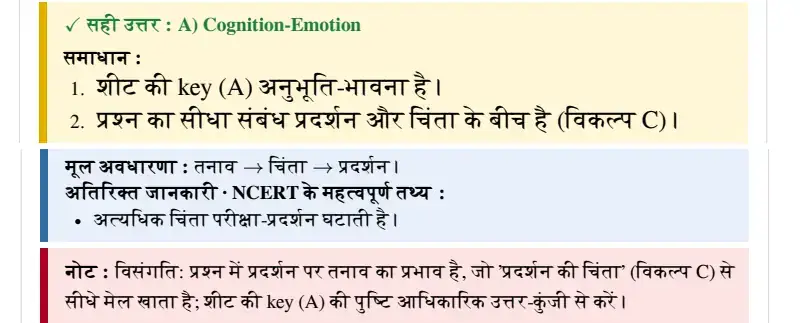 ✓ सही उत्तर : A) Cognition-Emotion
समाधान :
1. शीट की key (A) अनुभूति-भावना है।
2. प्रश्न का सीधा संबंध प्रदर्शन और चिंता के बीच है (विकल्प C)।
मूल अवधारणा : तनाव → चिंता → प्रदर्शन।
अतिरिक्त जानकारी · NCERT के महत्वपूर्ण तथ्य :
• अत्यधिक चिंता परीक्षा-प्रदर्शन घटाती है।
नोट : विसंगति: प्रश्न में प्रदर्शन पर तनाव का प्रभाव है, जो 'प्रदर्शन की चिंता' (विकल्प C) से
सीधे मेल खाता है; शीट की key (A) की पुष्टि आधिकारिक उत्तर-कुंजी से करें।